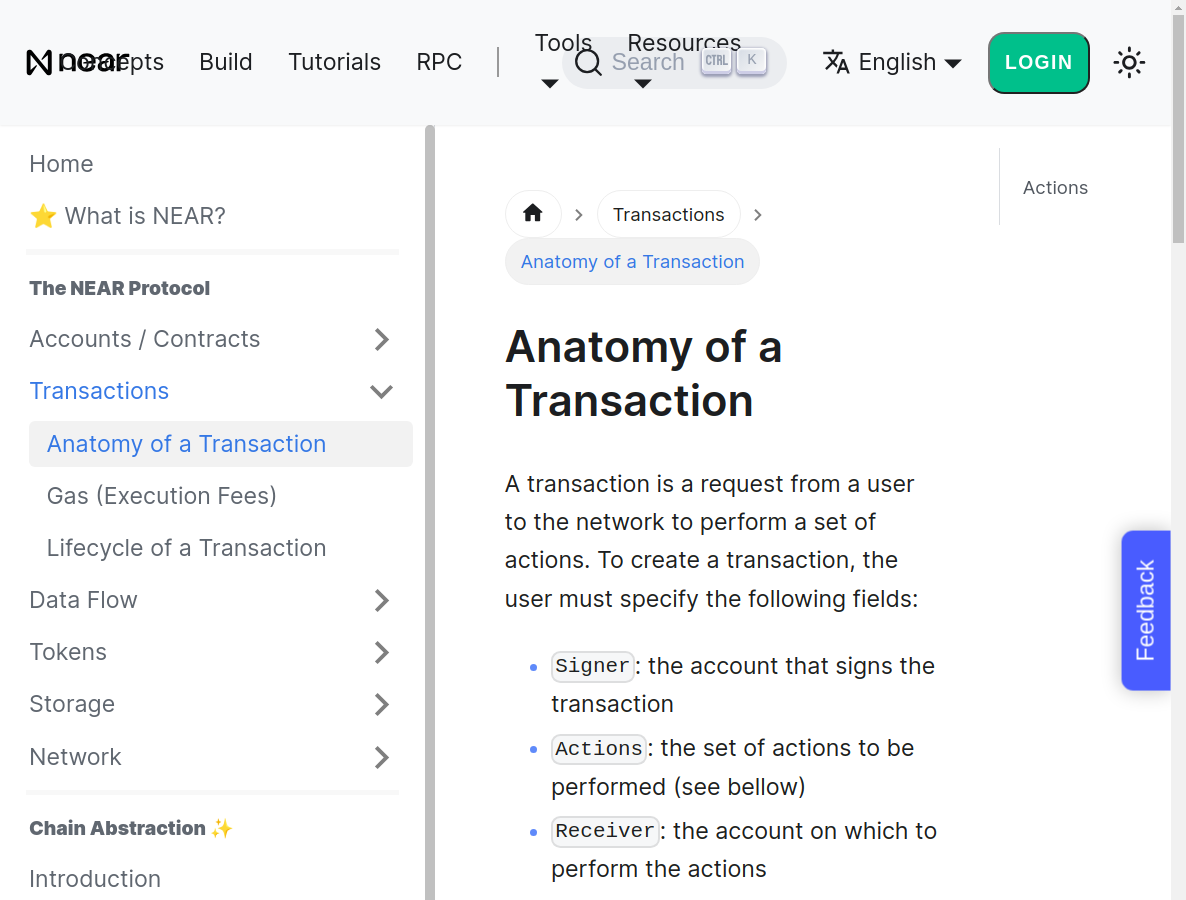 near
Concepts
Build
Tutorials
RPC
Tools
Resources
Search
CTRL
K
English
LOGIN
Home
⭐ What is NEAR?
The NEAR Protocol
Accounts / Contracts
Transactions
Anatomy of a Transaction
Gas (Execution Fees)
Lifecycle of a Transaction
Data Flow
Tokens
Storage
Network
Chain Abstraction ✨
Introduction
Transactions
Anatomy of a Transaction
Anatomy of a
Transaction
A transaction is a request from a user
to the network to perform a set of
actions. To create a transaction, the
user must specify the following fields:
Signer: the account that signs the
transaction
Actions: the set of actions to be
performed (see bellow)
Receiver: the account on which to
perform the actions
Actions
Feedback